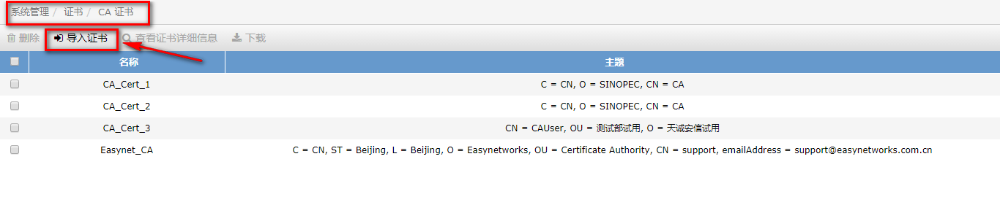 系统管理 / 证书 / CA 证书
删除 导入证书 查看证书详细信息 下载
名称 主题
CA_Cert_1 C = CN, O = SINOPEC, CN = CA
CA_Cert_2 C = CN, O = SINOPEC, CN = CA
CA_Cert_3 CN = CAUser, OU = 测试部试用, O = 天诚安信试用
Easynet_CA C = CN, ST = Beijing, L = Beijing, O = Easynetworks, OU = Certificate Authority, CN = support, emailAddress = support@easynetworks.com.cn